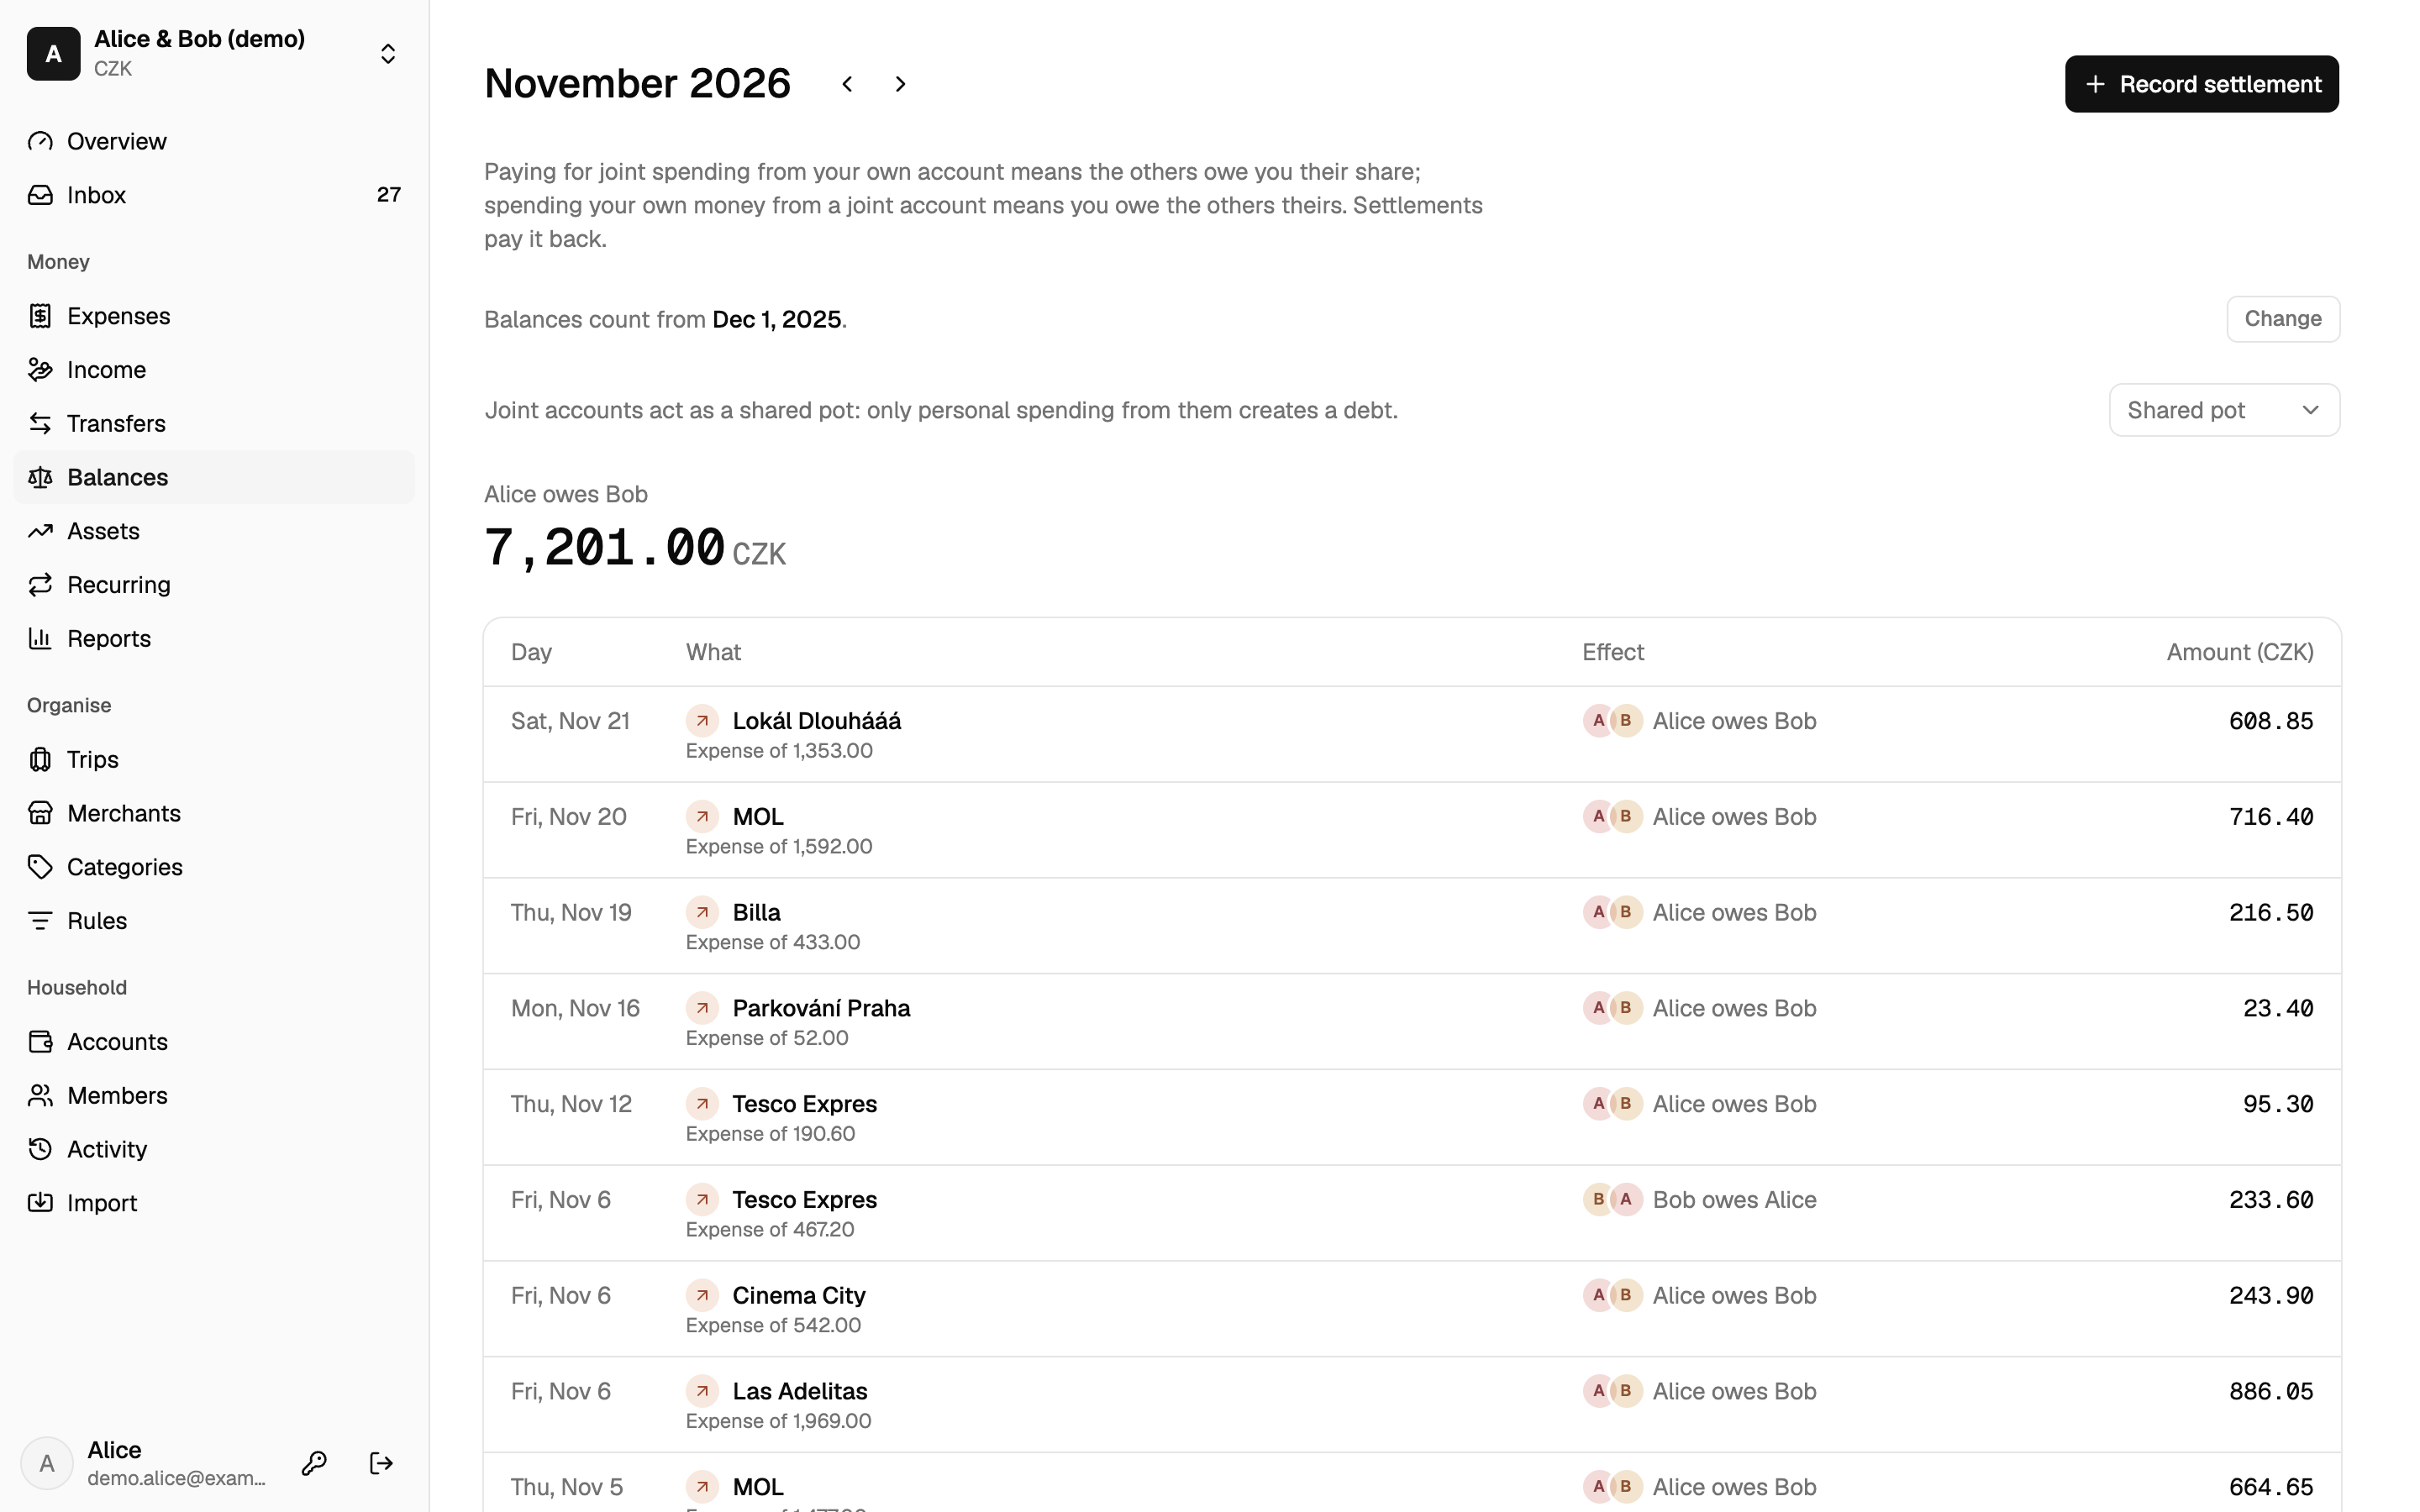 A
Alice & Bob (demo)
CZK
Overview
Inbox
27
Money
Expenses
Income
Transfers
Balances
Assets
Recurring
Reports
Organise
Trips
Merchants
Categories
Rules
Household
Accounts
Members
Activity
Import
A
Alice
demo.alice@exam...
November 2026
Record settlement
Paying for joint spending from your own account means the others owe you their share;
spending your own money from a joint account means you owe the others theirs. Settlements
pay it back.
Balances count from Dec 1, 2025.
Change
Joint accounts act as a shared pot: only personal spending from them creates a debt.
Shared pot
Alice owes Bob
7,201.00 CZK
Day What Effect Amount (CZK)
Sat, Nov 21 Lokál Dlouhááá A B Alice owes Bob 608.85
Expense of 1,353.00
Fri, Nov 20 MOL A B Alice owes Bob 716.40
Expense of 1,592.00
Thu, Nov 19 Billa A B Alice owes Bob 216.50
Expense of 433.00
Mon, Nov 16 Parkování Praha A B Alice owes Bob 23.40
Expense of 52.00
Thu, Nov 12 Tesco Expres A B Alice owes Bob 95.30
Expense of 190.60
Fri, Nov 6 Tesco Expres B A Bob owes Alice 233.60
Expense of 467.20
Fri, Nov 6 Cinema City A B Alice owes Bob 243.90
Expense of 542.00
Fri, Nov 6 Las Adelitas A B Alice owes Bob 886.05
Expense of 1,969.00
Thu, Nov 5 MOL A B Alice owes Bob 664.65